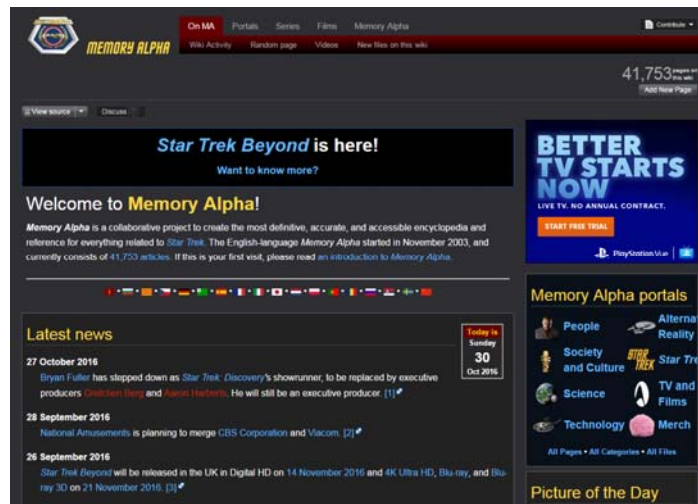 On MA Portals Series Films Memory Alpha
Contribute
MEMORY ALPHA
Wiki Activity Random page Videos New files on this wiki
41,753 pages on this wiki
Add New Page
View source
Discuss
Star Trek Beyond is here!
Want to know more?
BETTER
TV STARTS
NOW
LIVE TV. NO ANNUAL CONTRACT.
START FREE TRIAL
PlayStation Vue
Welcome to Memory Alpha!
Memory Alpha is a collaborative project to create the most definitive, accurate, and accessible encyclopedia and
reference for everything related to Star Trek. The English-language Memory Alpha started in November 2003, and
currently consists of 41,753 articles. If this is your first visit, please read an introduction to Memory Alpha.
Latest news
Today is
Sunday
30
Oct 2016
27 October 2016
Bryan Fuller has stepped down as Star Trek: Discovery's showrunner, to be replaced by executive
producers Gretchen Berg and Aaron Harberts. He will still be an executive producer. [1]
28 September 2016
National Amusements is planning to merge CBS Corporation and Viacom. [2]
26 September 2016
Star Trek Beyond will be released in the UK in Digital HD on 14 November 2016 and 4K Ultra HD, Blu-ray, and Blu-
ray 3D on 21 November 2016. [3]
Memory Alpha portals
People
Alterna
Reality
Society
and Culture
STAR
TREK
Star Tre
Science
TV and
Films
Technology
Merch
All Pages • All Categories • All Files
Picture of the Day